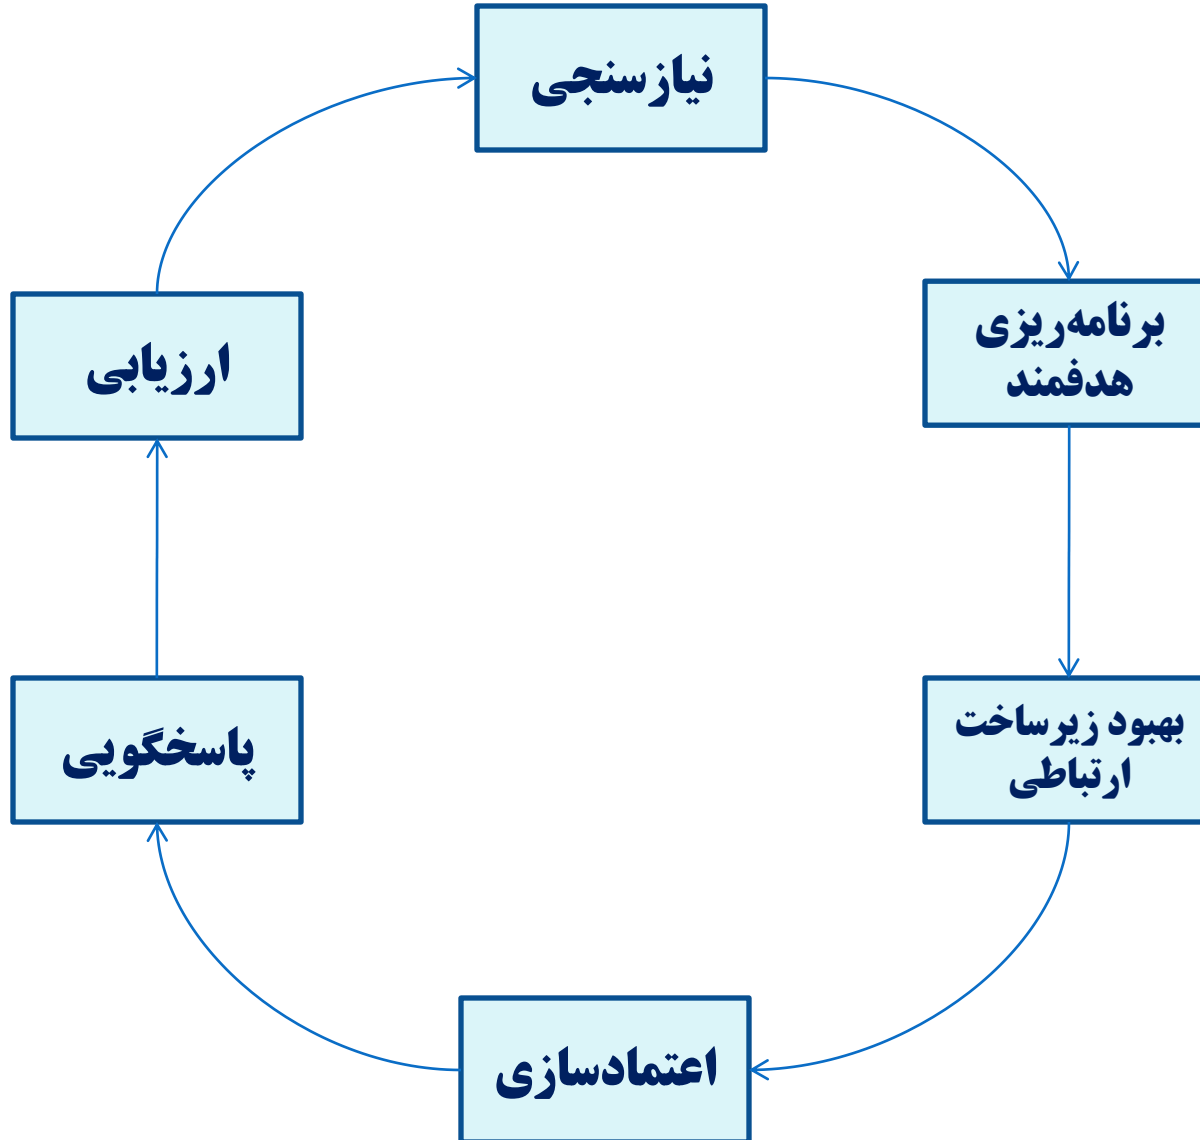 نیازسنجی
برنامه‌ریزی
هدفمند
بهبود زیرساخت
ارتباطی
اعتمادسازی
پاسخگویی
ارزیابی